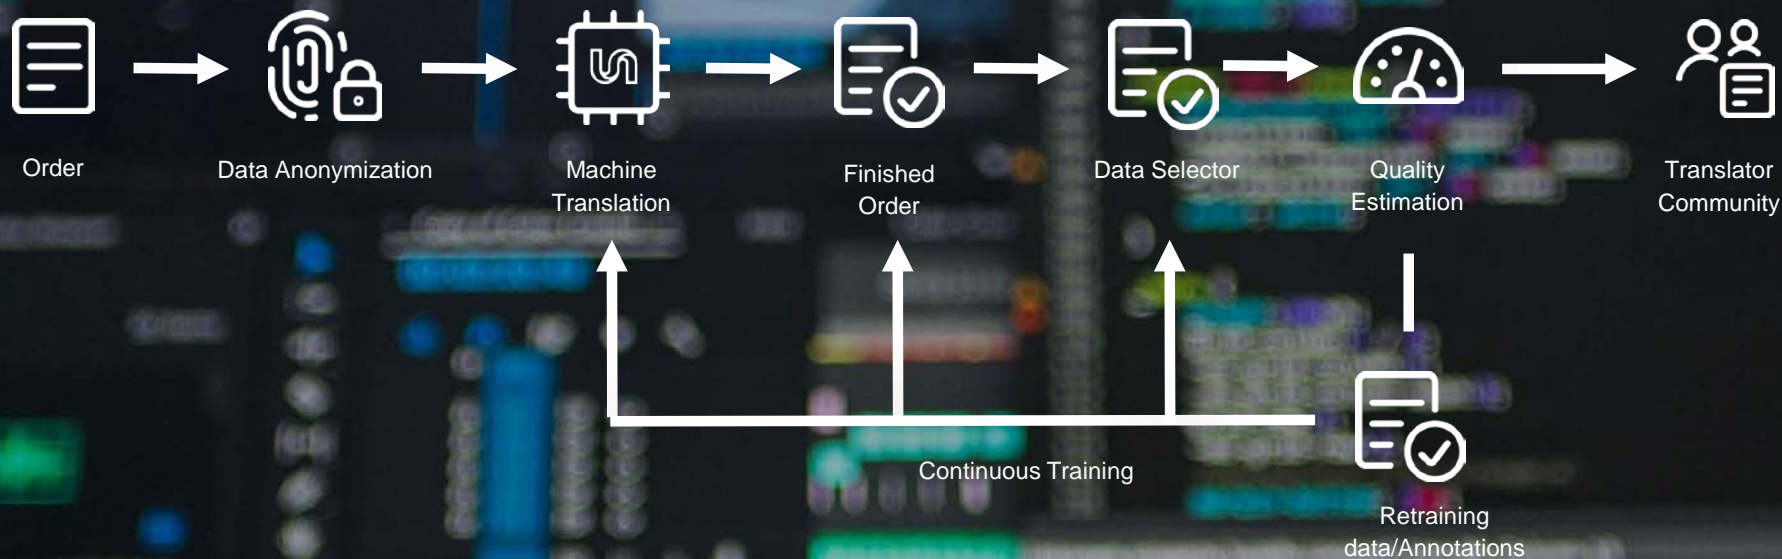 Order
Data Anonymization
Machine
Translation
Finished
Order
Data Selector
Quality
Estimation
Translator
Community
Continuous Training
Retraining
data/Annotations